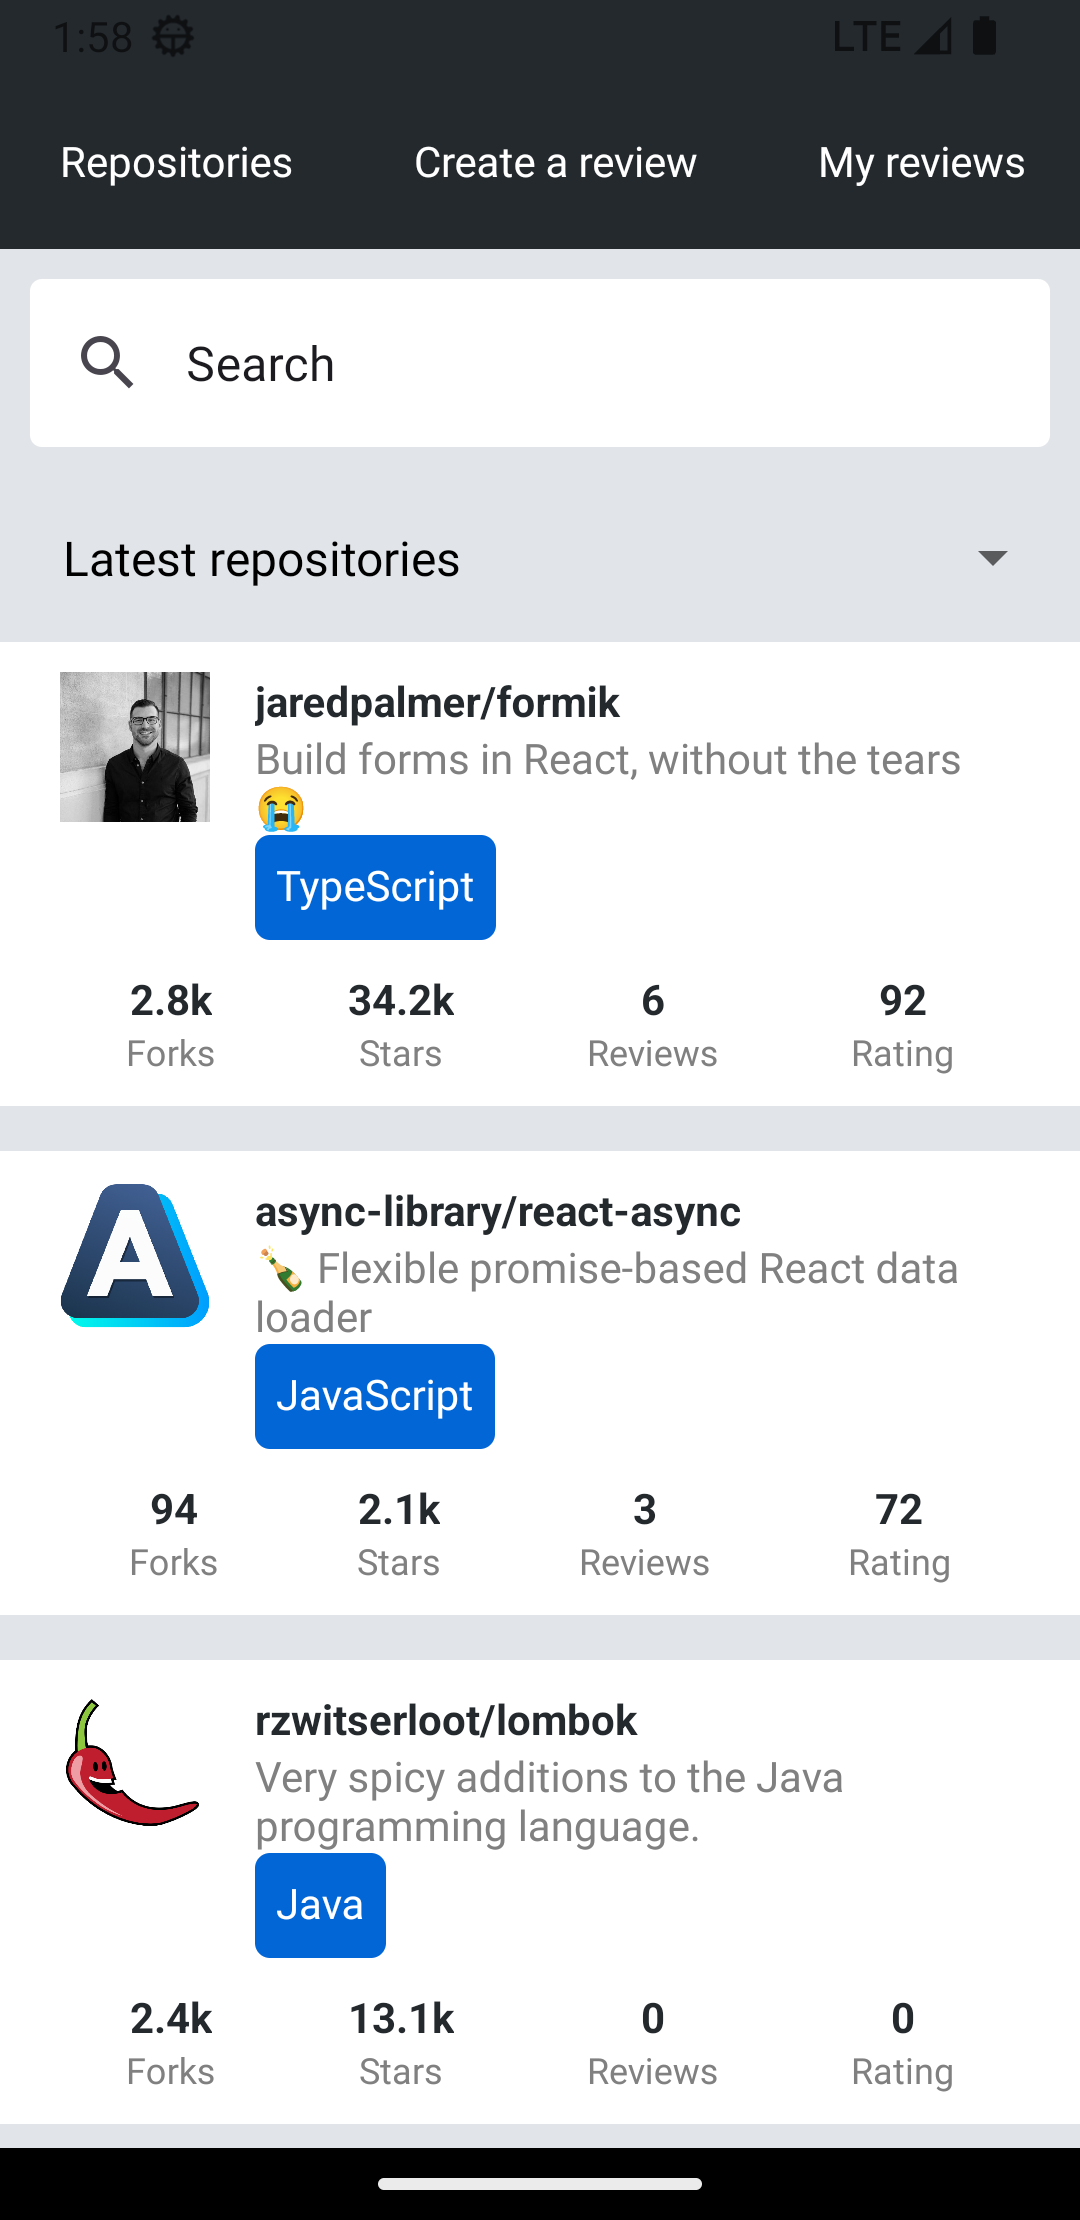 1:58 LTE
Repositories Create a review My reviews
Search
Latest repositories
jaredpalmer/formik
Build forms in React, without the tears
😭
TypeScript
2.8k 34.2k 6 92
Forks Stars Reviews Rating
A
async-library/react-async
🍾 Flexible promise-based React data
loader
JavaScript
94 2.1k 3 72
Forks Stars Reviews Rating
rzwitserloot/lombok
Very spicy additions to the Java
programming language.
Java
2.4k 13.1k 0 0
Forks Stars Reviews Rating